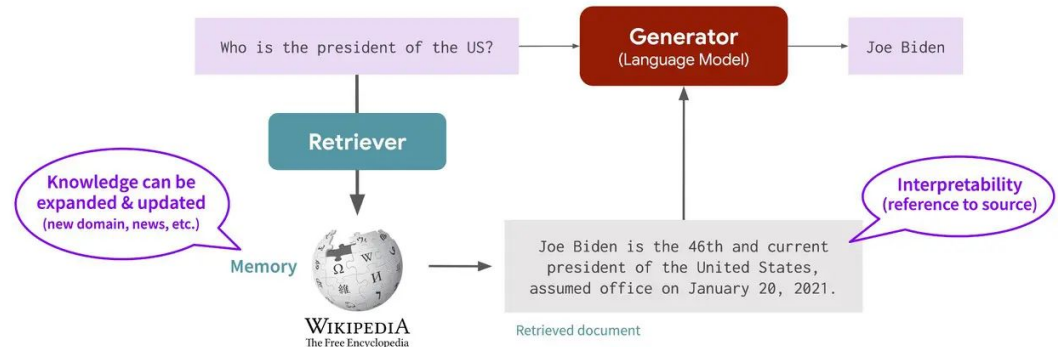 Who is the president of the US?
Generator
(Language Model)
Joe Biden
Retriever
Knowledge can be
expanded & updated
(new domain, news, etc.)
Interpretability
(reference to source)
Memory
Ω
W
И
維
WIKIPEDIA
The Free Encyclopedia
Joe Biden is the 46th and current
president of the United States,
assumed office on January 20, 2021.
Retrieved document